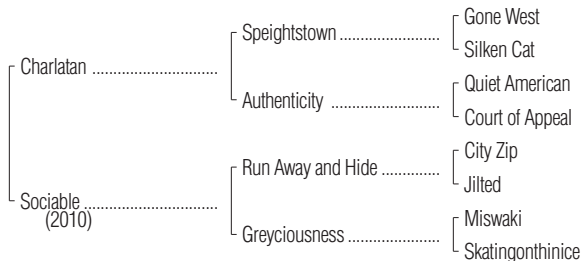 Gone West
Speightstown
Silken Cat
Charlatan
Quiet American
Authenticity
Court of Appeal
City Zip
Run Away and Hide
Jilted
Sociable
(2010)
Miswaki
Greyciousness
Skatingonthinice